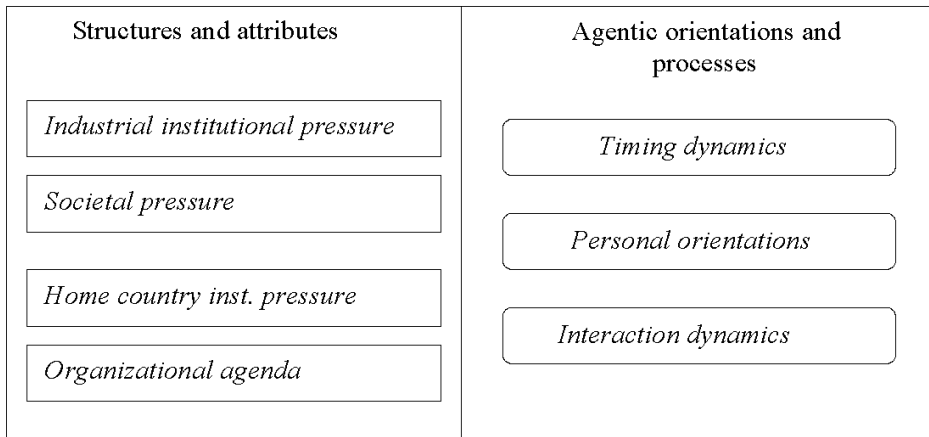 Structures and attributes
Industrial institutional pressure
Societal pressure
Home country inst. pressure
Organizational agenda
Agentic orientations and
processes
Timing dynamics
Personal orientations
Interaction dynamics